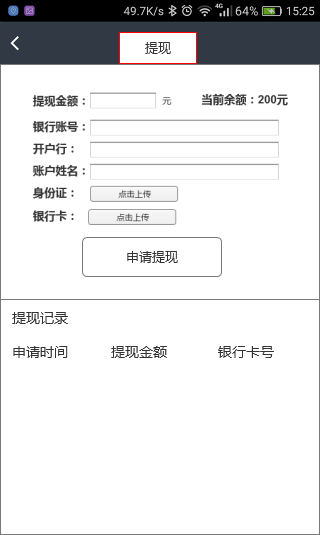 49.7K/s 4G 64% 15:25
提现
提现金额： 元 当前余额：200元
银行账号：
开户行：
账户姓名：
身份证： 点击上传
银行卡： 点击上传
申请提现
提现记录
申请时间 提现金额 银行卡号